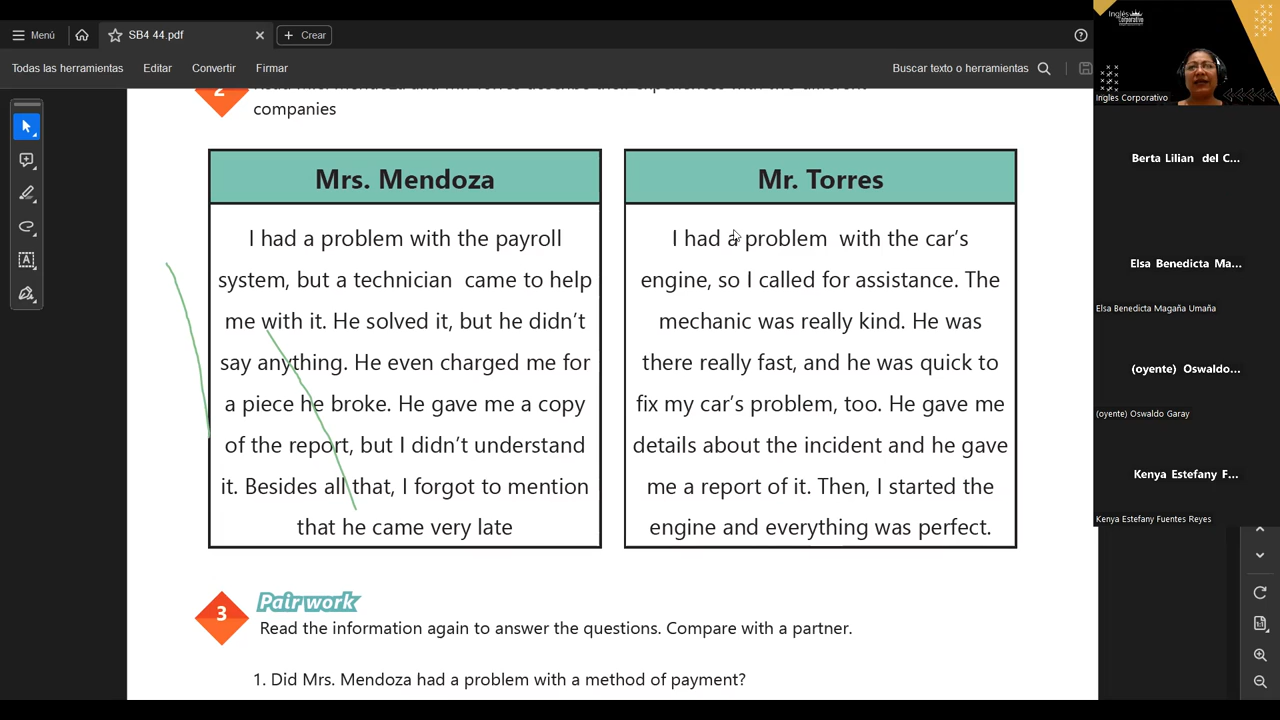 Menú
SB4 44.pdf
Crear
Todas las herramientas
Editar
Convertir
Firmar
Buscar texto o herramientas
2
companies
Mrs. Mendoza
I had a problem with the payroll
system, but a technician came to help
me with it. He solved it, but he didn't
say anything. He even charged me for
a piece he broke. He gave me a copy
of the report, but I didn't understand
it. Besides all that, I forgot to mention
that he came very late
Mr. Torres
I had a problem with the car's
engine, so I called for assistance. The
mechanic was really kind. He was
there really fast, and he was quick to
fix my car's problem, too. He gave me
details about the incident and he gave
me a report of it. Then, I started the
engine and everything was perfect.
3
Pair work
Read the information again to answer the questions. Compare with a partner.
1. Did Mrs. Mendoza had a problem with a method of payment?
Inglés
Corporativo
Ingles Corporativo
Berta Lilian del C...
Elsa Benedicta Ma...
Elsa Benedicta Magaña Umaña
(oyente) Oswaldo...
(oyente) Oswaldo Garay
Kenya Estefany F...
Kenya Estefany Fuentes Reyes